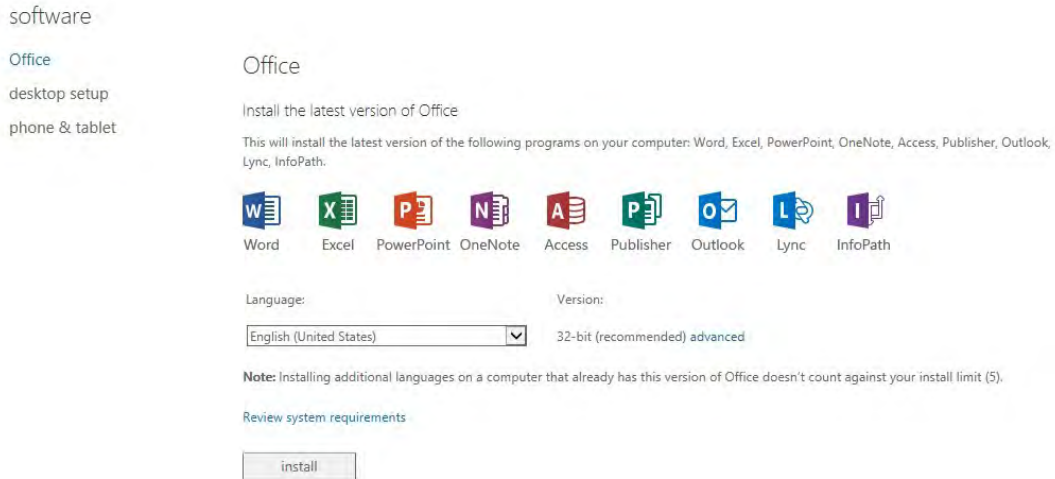 software
Office
desktop setup
phone & tablet
Office
Install the latest version of Office
This will install the latest version of the following programs on your computer: Word, Excel, PowerPoint, OneNote, Access, Publisher, Outlook,
Lync, InfoPath.
W X P N A P O L I
Word Excel PowerPoint OneNote Access Publisher Outlook Lync InfoPath
Language: Version:
English (United States) 32-bit (recommended) advanced
Note: Installing additional languages on a computer that already has this version of Office doesn't count against your install limit (5).
Review system requirements
install